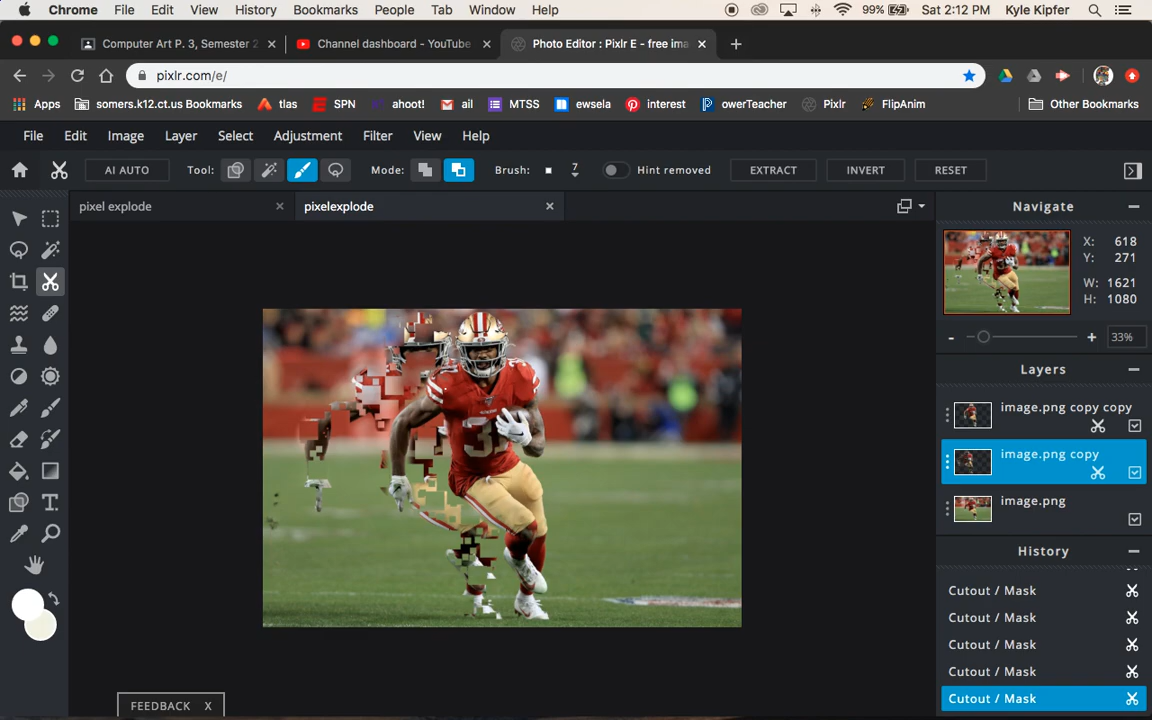 Chrome File Edit View History Bookmarks People Tab Window Help 99% Sat 2:12 PM Kyle Kipfer
Computer Art P. 3, Semester 2 Channel dashboard - YouTube Photo Editor : Pixlr E - free ima
pixlr.com/e/
Apps somers.k12.ct.us Bookmarks tlas SPN ahoot! ail MTSS ewsela interest owerTeacher Pixlr FlipAnim Other Bookmarks
File Edit Image Layer Select Adjustment Filter View Help
AI AUTO Tool: Mode: Brush: 7 Hint removed EXTRACT INVERT RESET
pixel explode pixelexplode Navigate
X: 618
Y: 271
W: 1621
H: 1080
- + 33%
Layers
image.png copy copy
image.png copy
image.png
History
Cutout / Mask
Cutout / Mask
Cutout / Mask
Cutout / Mask
Cutout / Mask
FEEDBACK X
31